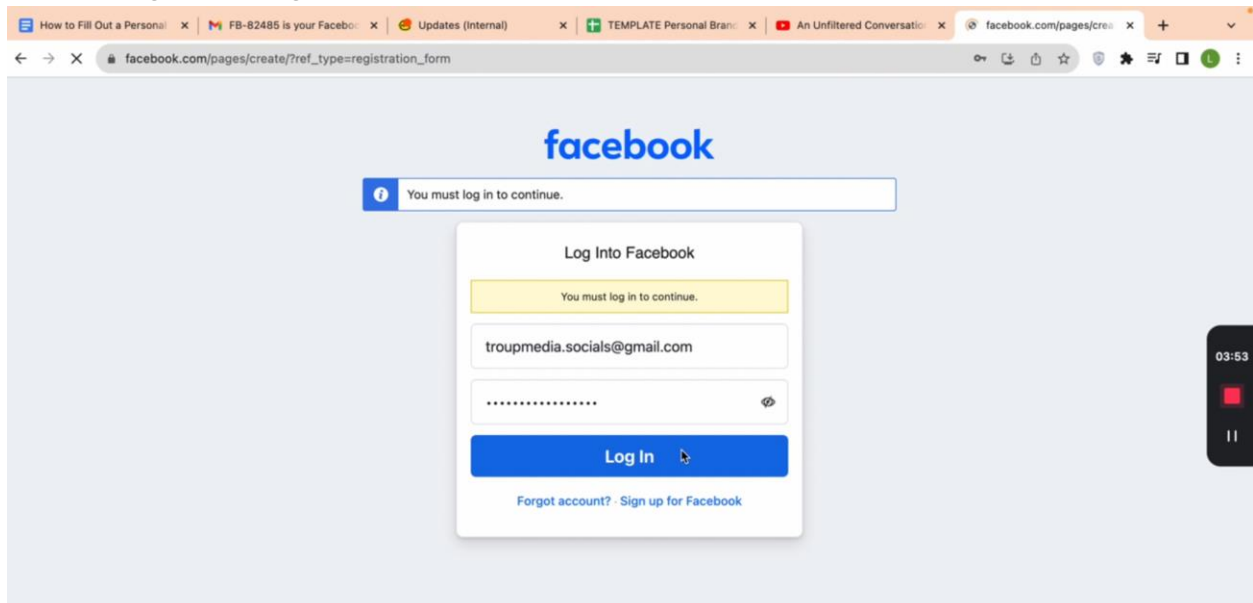 How to Fill Out a Personal
FB-82485 is your Faceboo
Updates (Internal)
TEMPLATE Personal Bran
An Unfiltered Conversation
facebook.com/pages/crea
facebook.com/pages/create/?ref_type=registration_form
L
facebook
You must log in to continue.
Log Into Facebook
You must log in to continue.
troupmedia.socials@gmail.com
Log In
Forgot account? · Sign up for Facebook
03:53